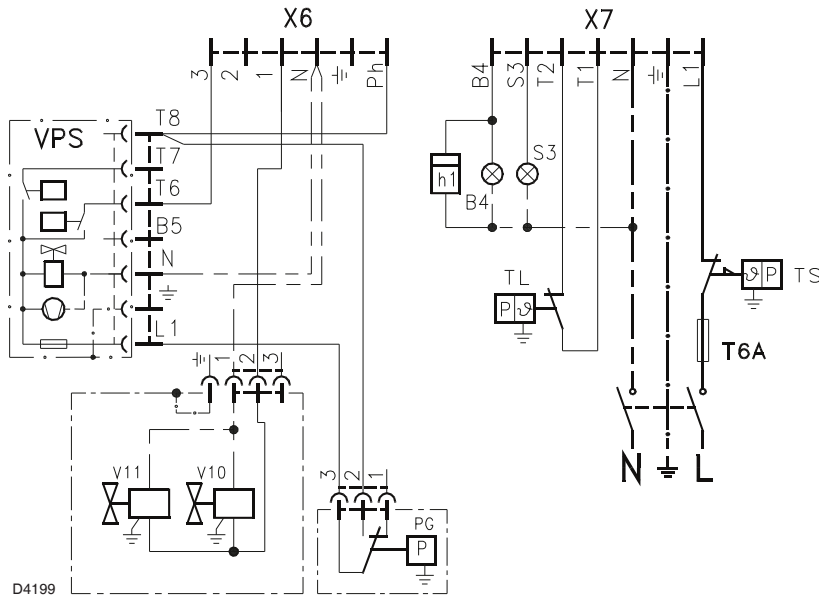 X6
X7
3
2
1
N
Ph
B4
S3
T2
T1
N
L1
VPS
T8
T7
T6
B5
N
L1
h1
B4
S3
TL
P ϑ
ϑ P
TS
T6A
N
L
1
2
3
V11
V10
3
2
1
PG
P
D4199